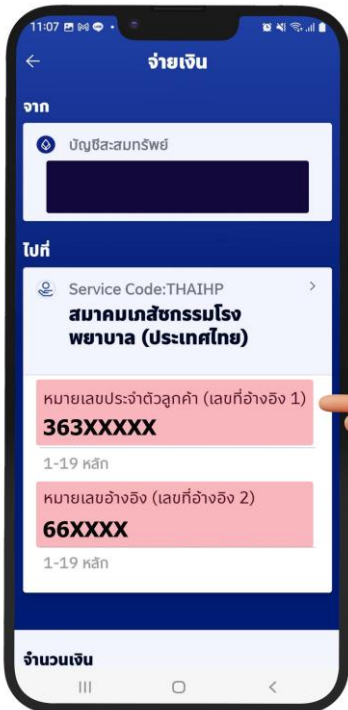 11:07
จ่ายเงิน
จาก
บัญชีสะสมทรัพย์
ไปที่
Service Code:THAIHP
สมาคมเภสัชกรรมโรง
พยาบาล (ประเทศไทย)
หมายเลขประจำตัวลูกค้า (เลขที่อ้างอิง 1)
363XXXXX
1-19 หลัก
หมายเลขอ้างอิง (เลขที่อ้างอิง 2)
66XXXX
1-19 หลัก
จำนวนเงิน